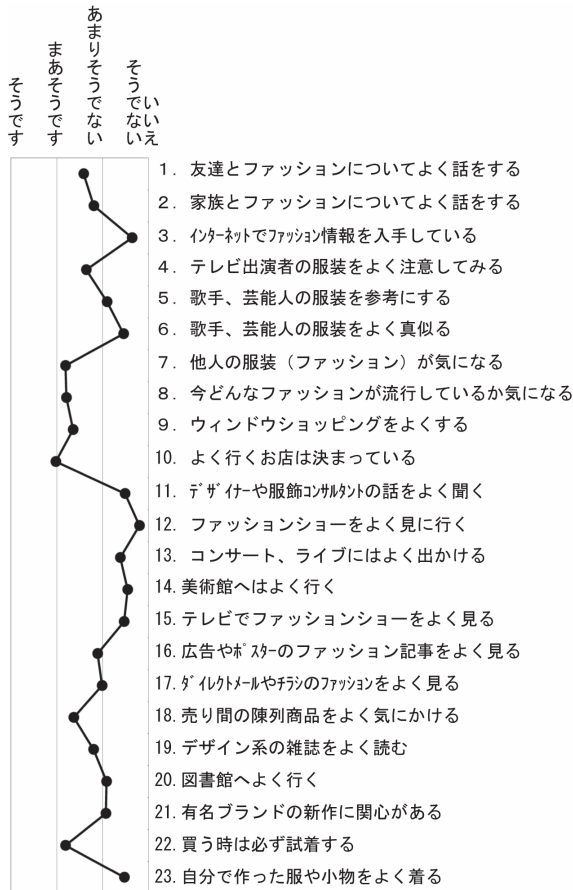 そうです
まあそうです
あまりそうでない
そうでない
いいえ
1. 友達とファッションについてよく話をする
2. 家族とファッションについてよく話をする
3. インターネットでファッション情報を入手している
4. テレビ出演者の服装をよく注意してみる
5. 歌手、芸能人の服装を参考にする
6. 歌手、芸能人の服装をよく真似る
7. 他人の服装（ファッション）が気になる
8. 今どんなファッションが流行しているか気になる
9. ウィンドウショッピングをよくする
10. よく行くお店は決まっている
11. デザイナーや服飾コンサルタントの話をよく聞く
12. ファッションショーをよく見に行く
13. コンサート、ライブにはよく出かける
14. 美術館へはよく行く
15. テレビでファッションショーをよく見る
16. 広告やポスターのファッション記事をよく見る
17. ダイレクトメールやチラシのファッションをよく見る
18. 売り間の陳列商品をよく気にかける
19. デザイン系の雑誌をよく読む
20. 図書館へよく行く
21. 有名ブランドの新作に関心がある
22. 買う時は必ず試着する
23. 自分で作った服や小物をよく着る